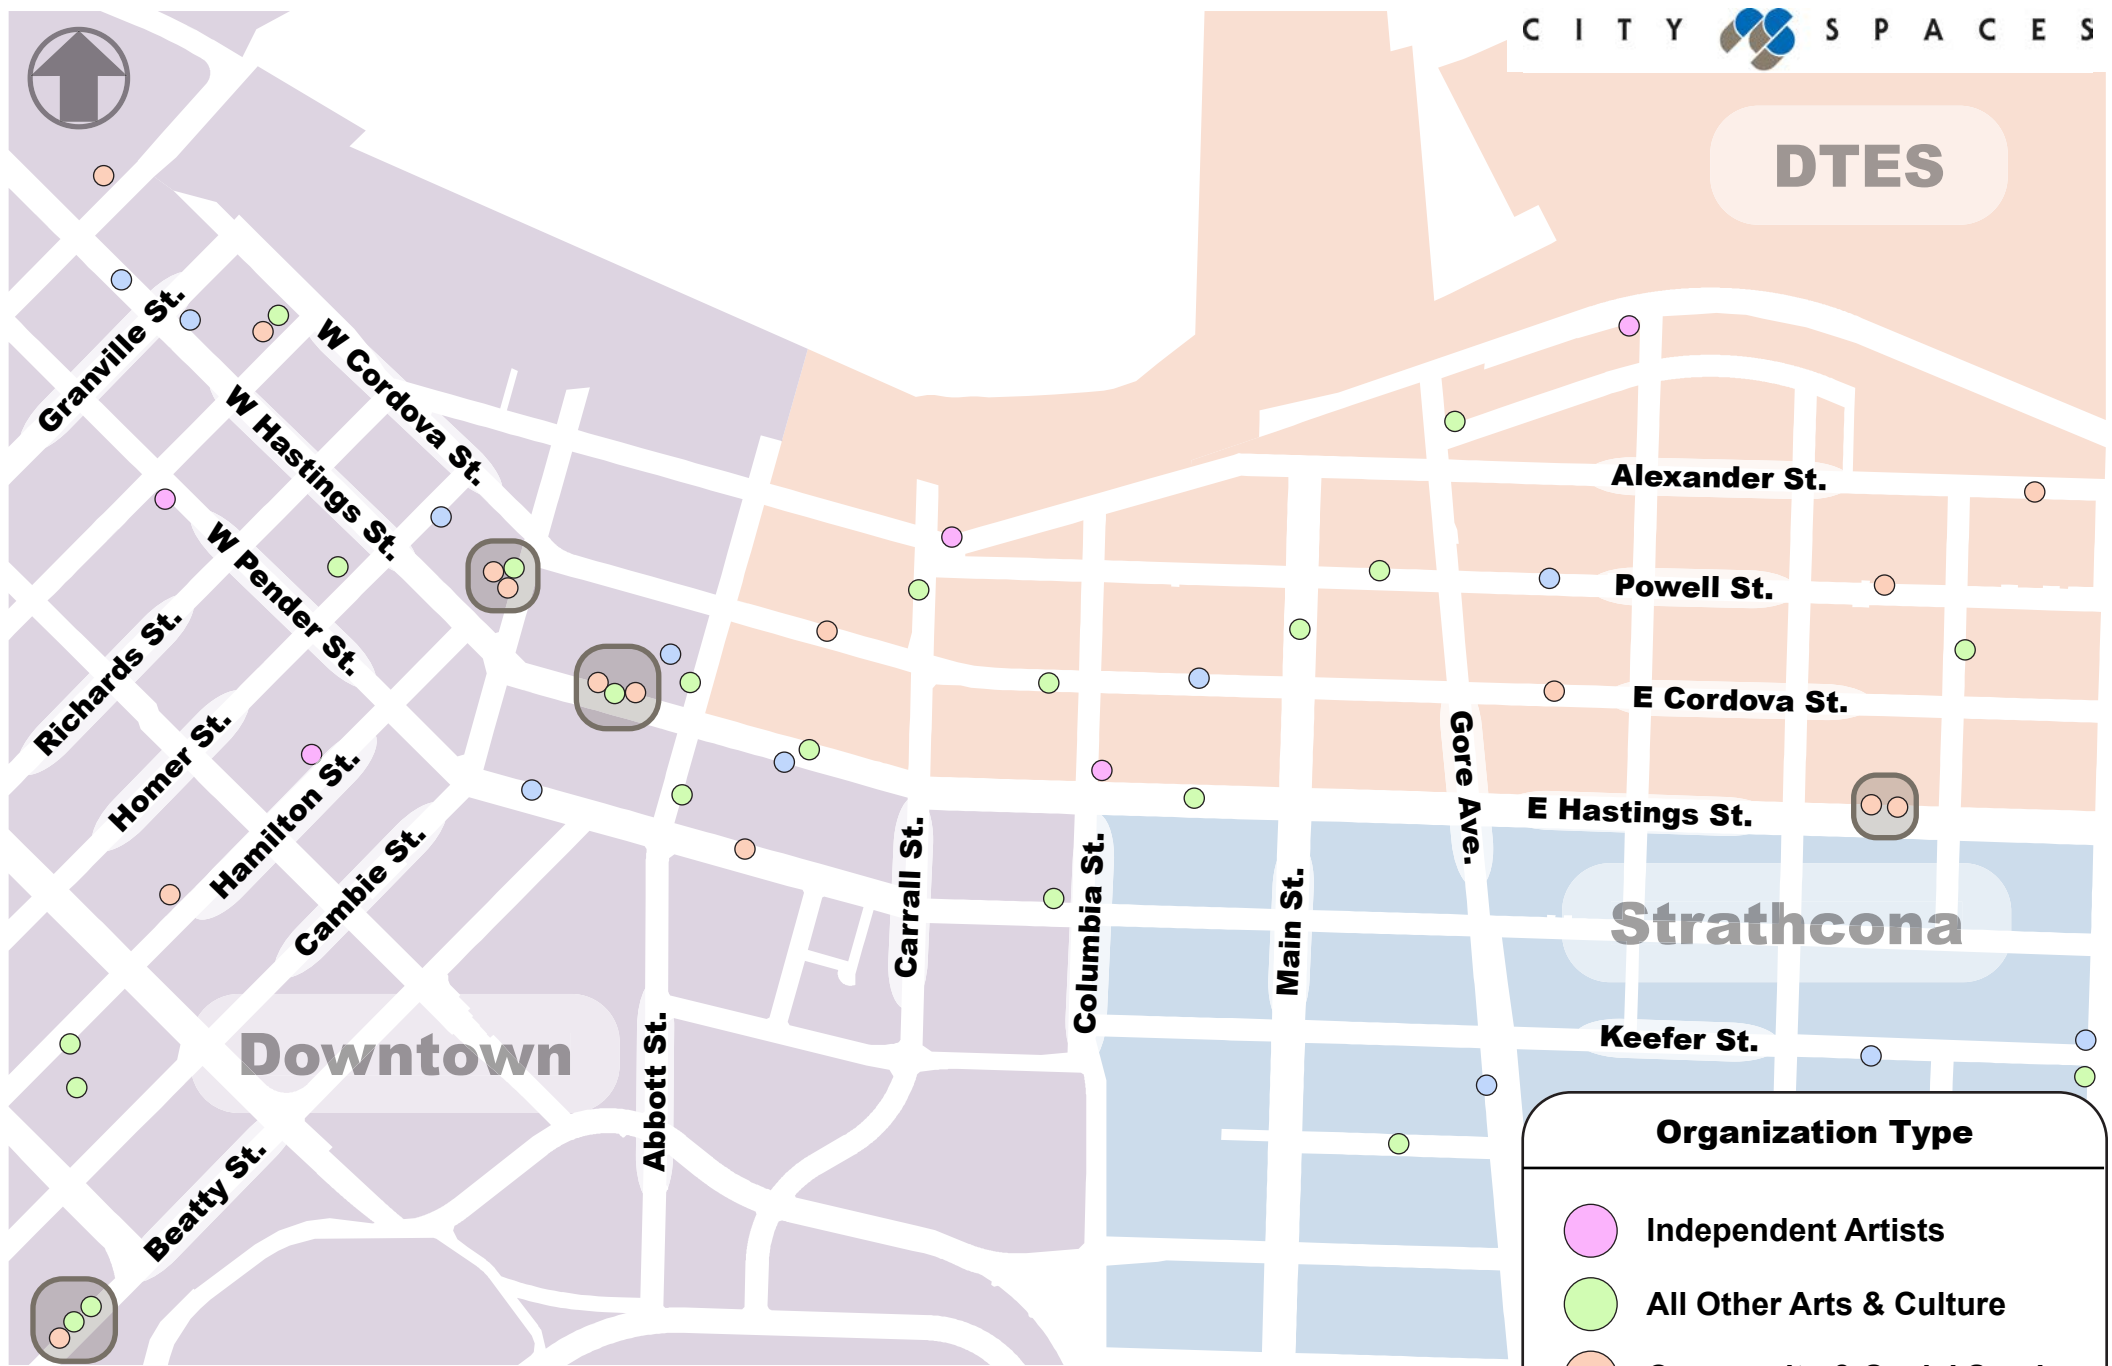 CITY SPACES
DTES
Granville St.
W Cordova St.
W Hastings St.
W Pender St.
Alexander St.
Powell St.
E Cordova St.
Richards St.
Homer St.
Hamilton St.
Cambie St.
Gore Ave.
E Hastings St.
Carrall St.
Columbia St.
Main St.
Strathcona
Downtown
Abbott St.
Keefer St.
Beatty St.
Organization Type
Independent Artists
All Other Arts & Culture